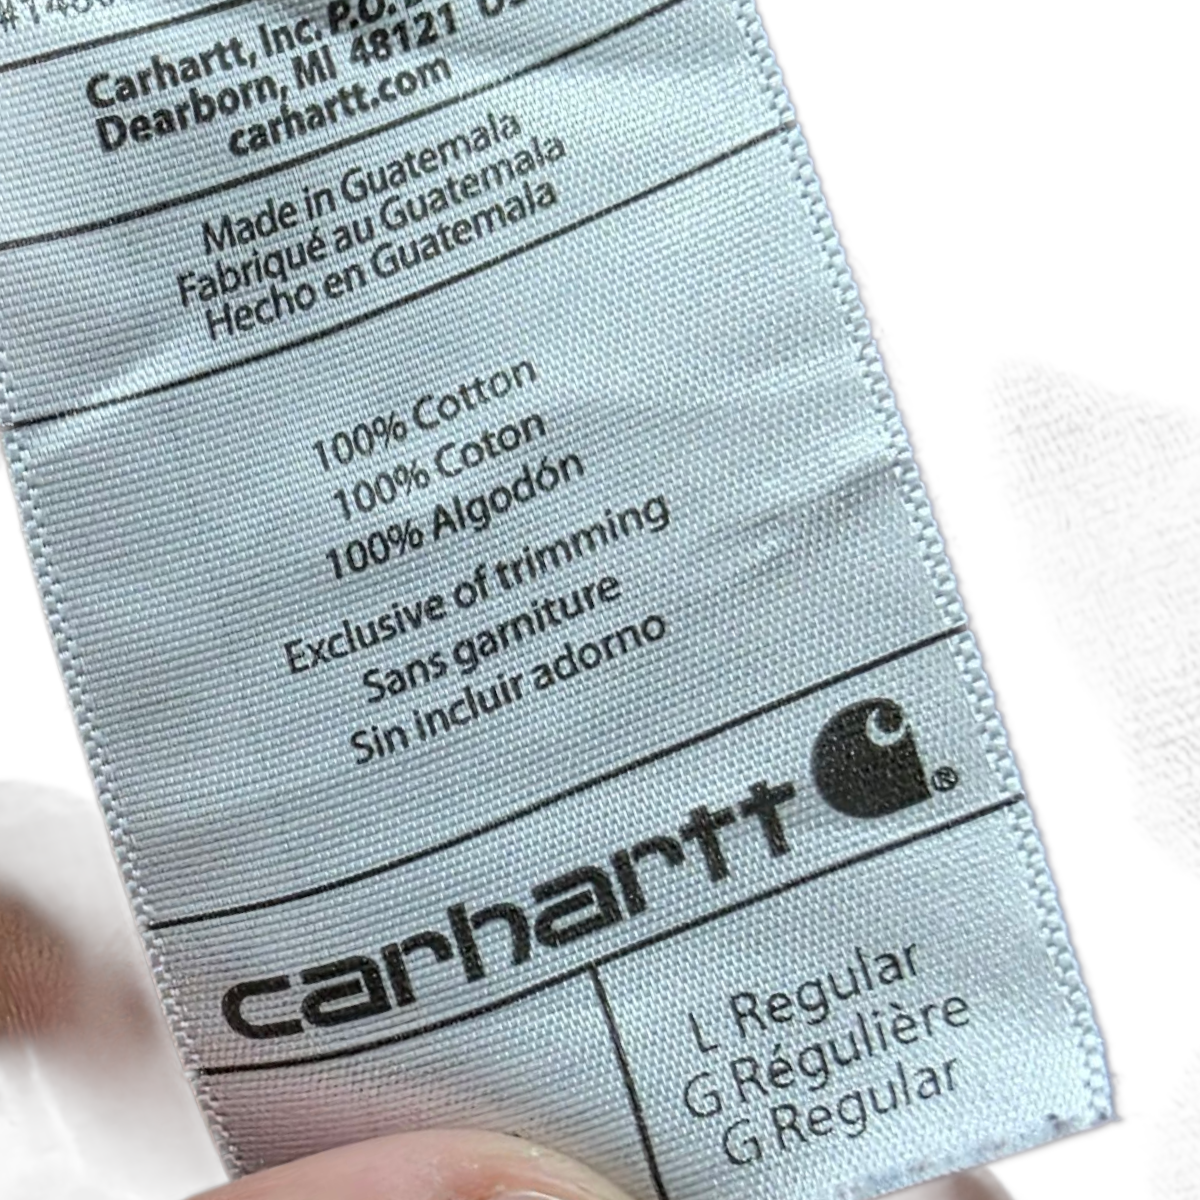 Carhartt, Inc. P.O.
Dearborn, MI 48121
carhartt.com
Made in Guatemala
Fabriqué au Guatemala
Hecho en Guatemala
100% Cotton
100% Coton
100% Algodón
Exclusive of trimming
Sans garniture
Sin incluir adorno
carhartt ®
L Regular
G Régulière
G Regular